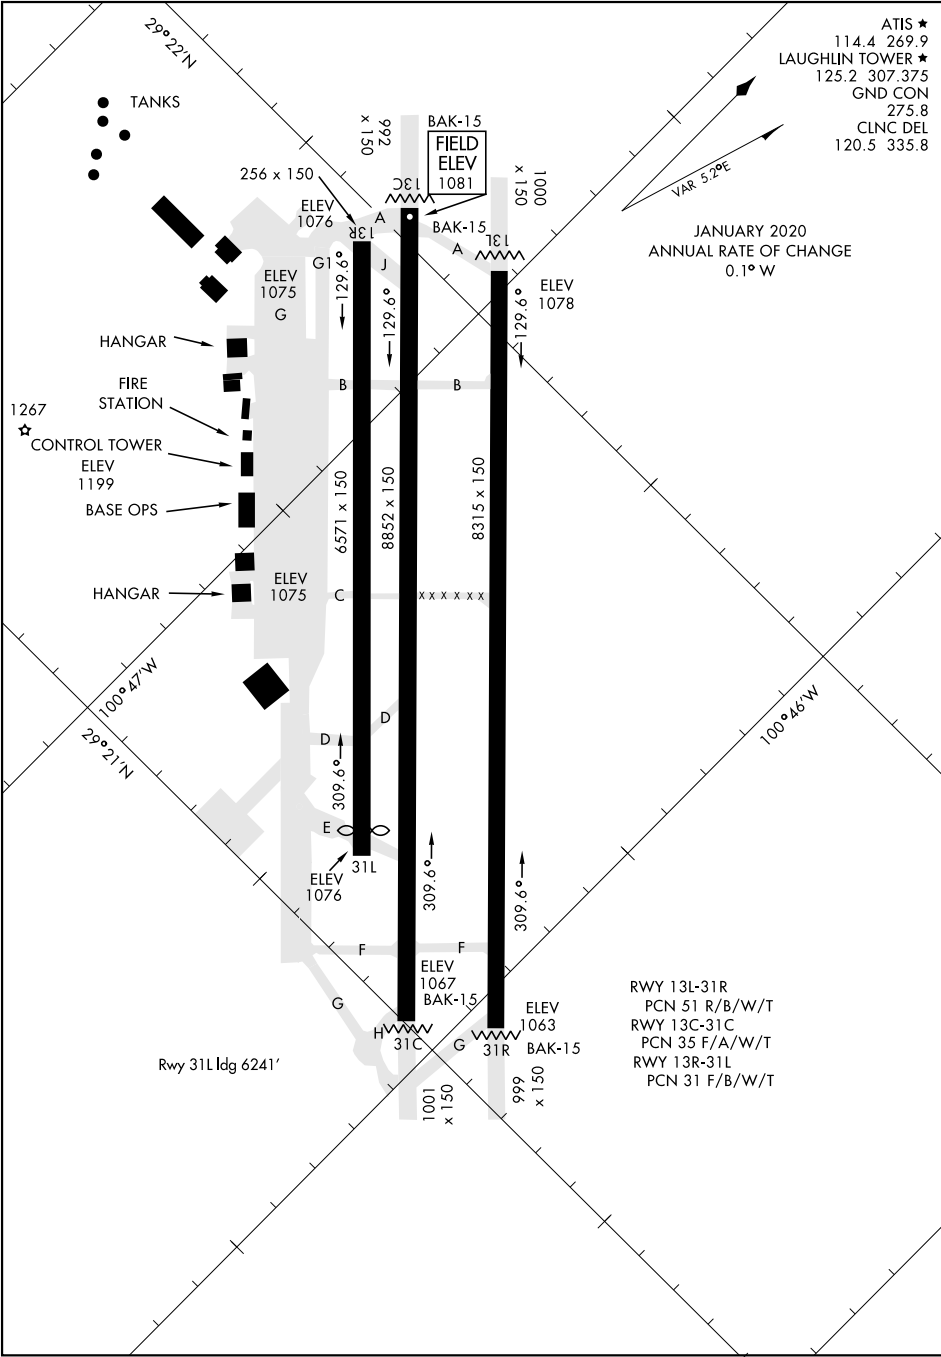 29°22'N
ATIS ★
114.4 269.9
LAUGHLIN TOWER ★
125.2 307.375
GND CON
275.8
CLNC DEL
120.5 335.8
TANKS
992
x 150
BAK-15
FIELD
ELEV
1081
1000
x 150
VAR 5.2°E
JANUARY 2020
ANNUAL RATE OF CHANGE
0.1° W
256 x 150
13C
ELEV
1076
A
13R
BAK-15
A
13L
G1
129.6°
J
129.6°
129.6°
ELEV
1075
G
ELEV
1078
HANGAR
B
B
FIRE
STATION
1267
CONTROL TOWER
ELEV
1199
BASE OPS
6571 x 150
8852 x 150
8315 x 150
HANGAR
ELEV
1075
C
X X X X X X
100°47'W
29°21'N
100°46'W
D
D
309.6°
E
31L
ELEV
1076
309.6°
309.6°
F
F
G
ELEV
1067
BAK-15
H
31C
G
31R
ELEV
1063
BAK-15
RWY 13L-31R
PCN 51 R/B/W/T
RWY 13C-31C
PCN 35 F/A/W/T
RWY 13R-31L
PCN 31 F/B/W/T
Rwy 31L ldg 6241'
1001
x 150
999
x 150